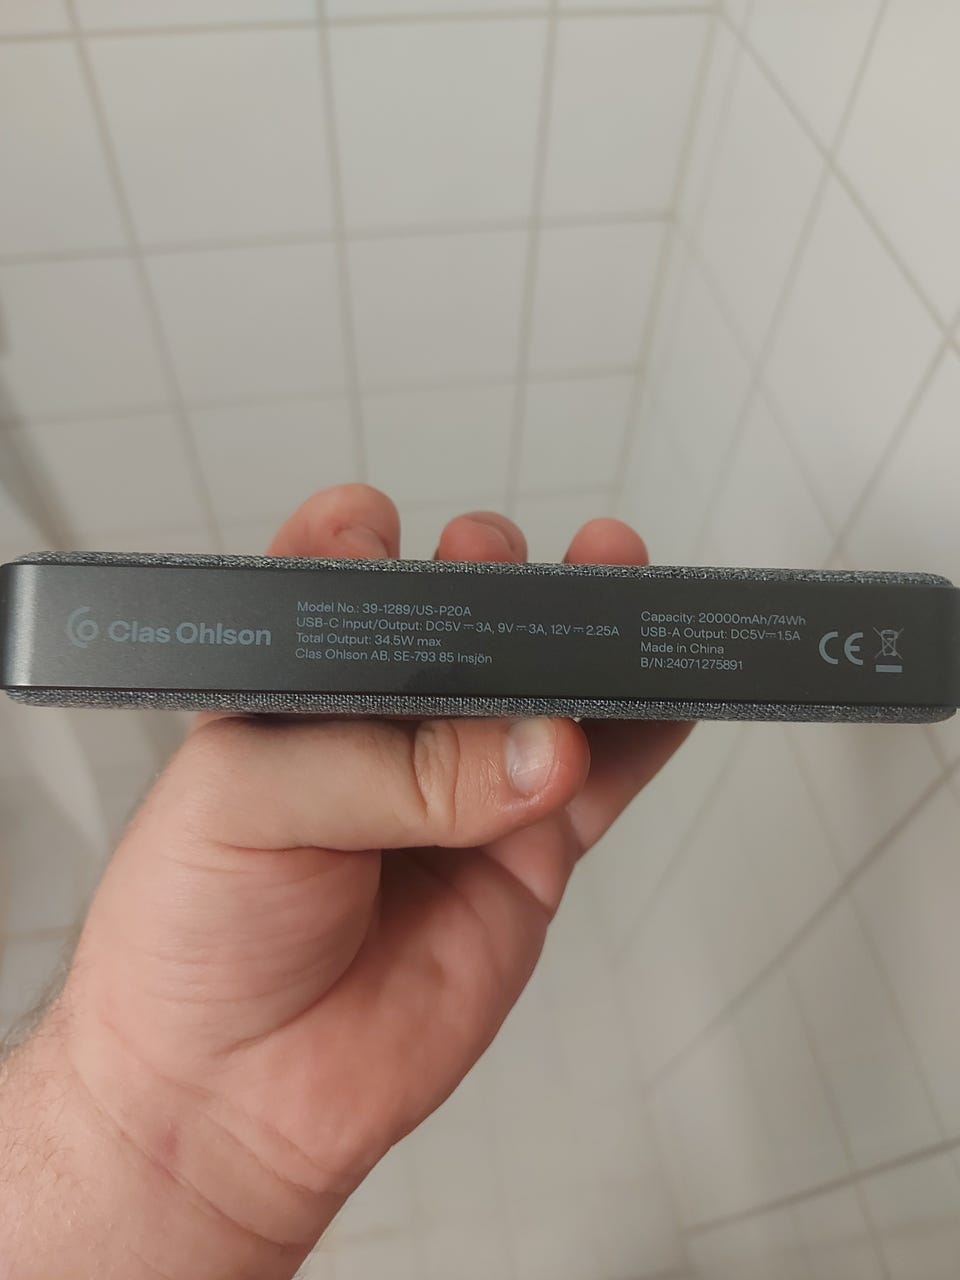 Clas Ohlson
Model No.: 39-1289/US-P20A
USB-C Input/Output: DC5V⎓3A, 9V⎓3A, 12V⎓2.25A
Total Output: 34.5W max
Clas Ohlson AB, SE-793 85 Insjön
Capacity: 20000mAh/74Wh
USB-A Output: DC5V⎓1.5A
Made in China
B/N:24071275891
CE